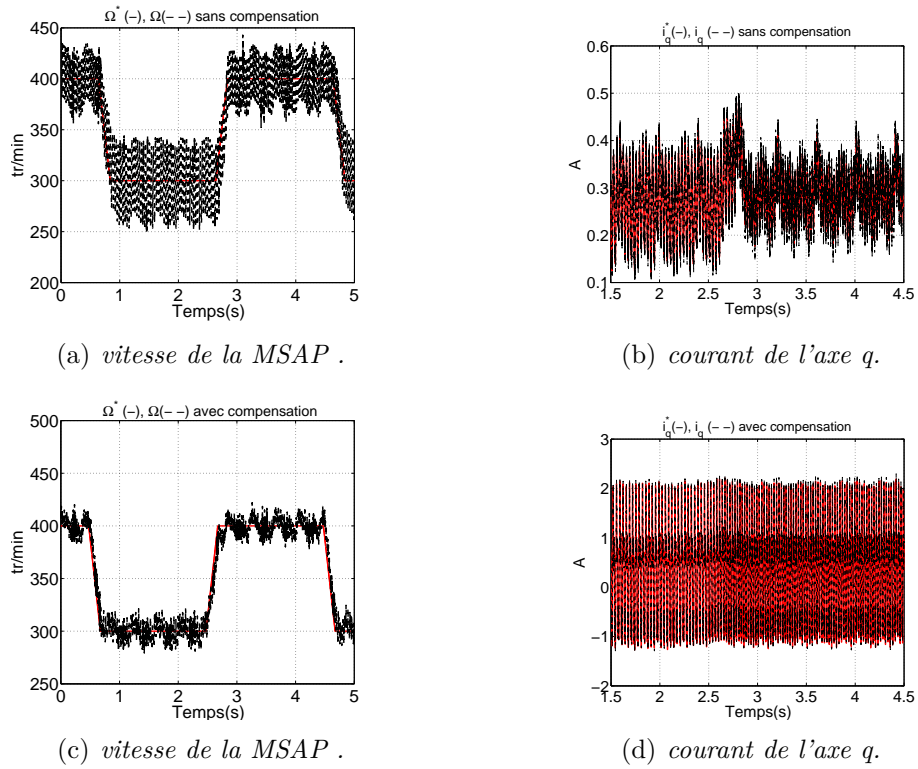 Ω* (−), Ω(− −) sans compensation
450
400
350
300
250
200
tr/min
0 1 2 3 4 5
Temps(s)
(a) vitesse de la MSAP .
i*q(−), iq (− −) sans compensation
0.6
0.5
0.4
0.3
0.2
0.1
A
1.5 2 2.5 3 3.5 4 4.5
Temps(s)
(b) courant de l'axe q.
Ω* (−), Ω(− −) avec compensation
500
450
400
350
300
250
tr/min
0 1 2 3 4 5
Temps(s)
(c) vitesse de la MSAP .
i*q(−), iq (− −) avec compensation
3
2
1
0
−1
−2
A
1.5 2 2.5 3 3.5 4 4.5
Temps(s)
(d) courant de l'axe q.